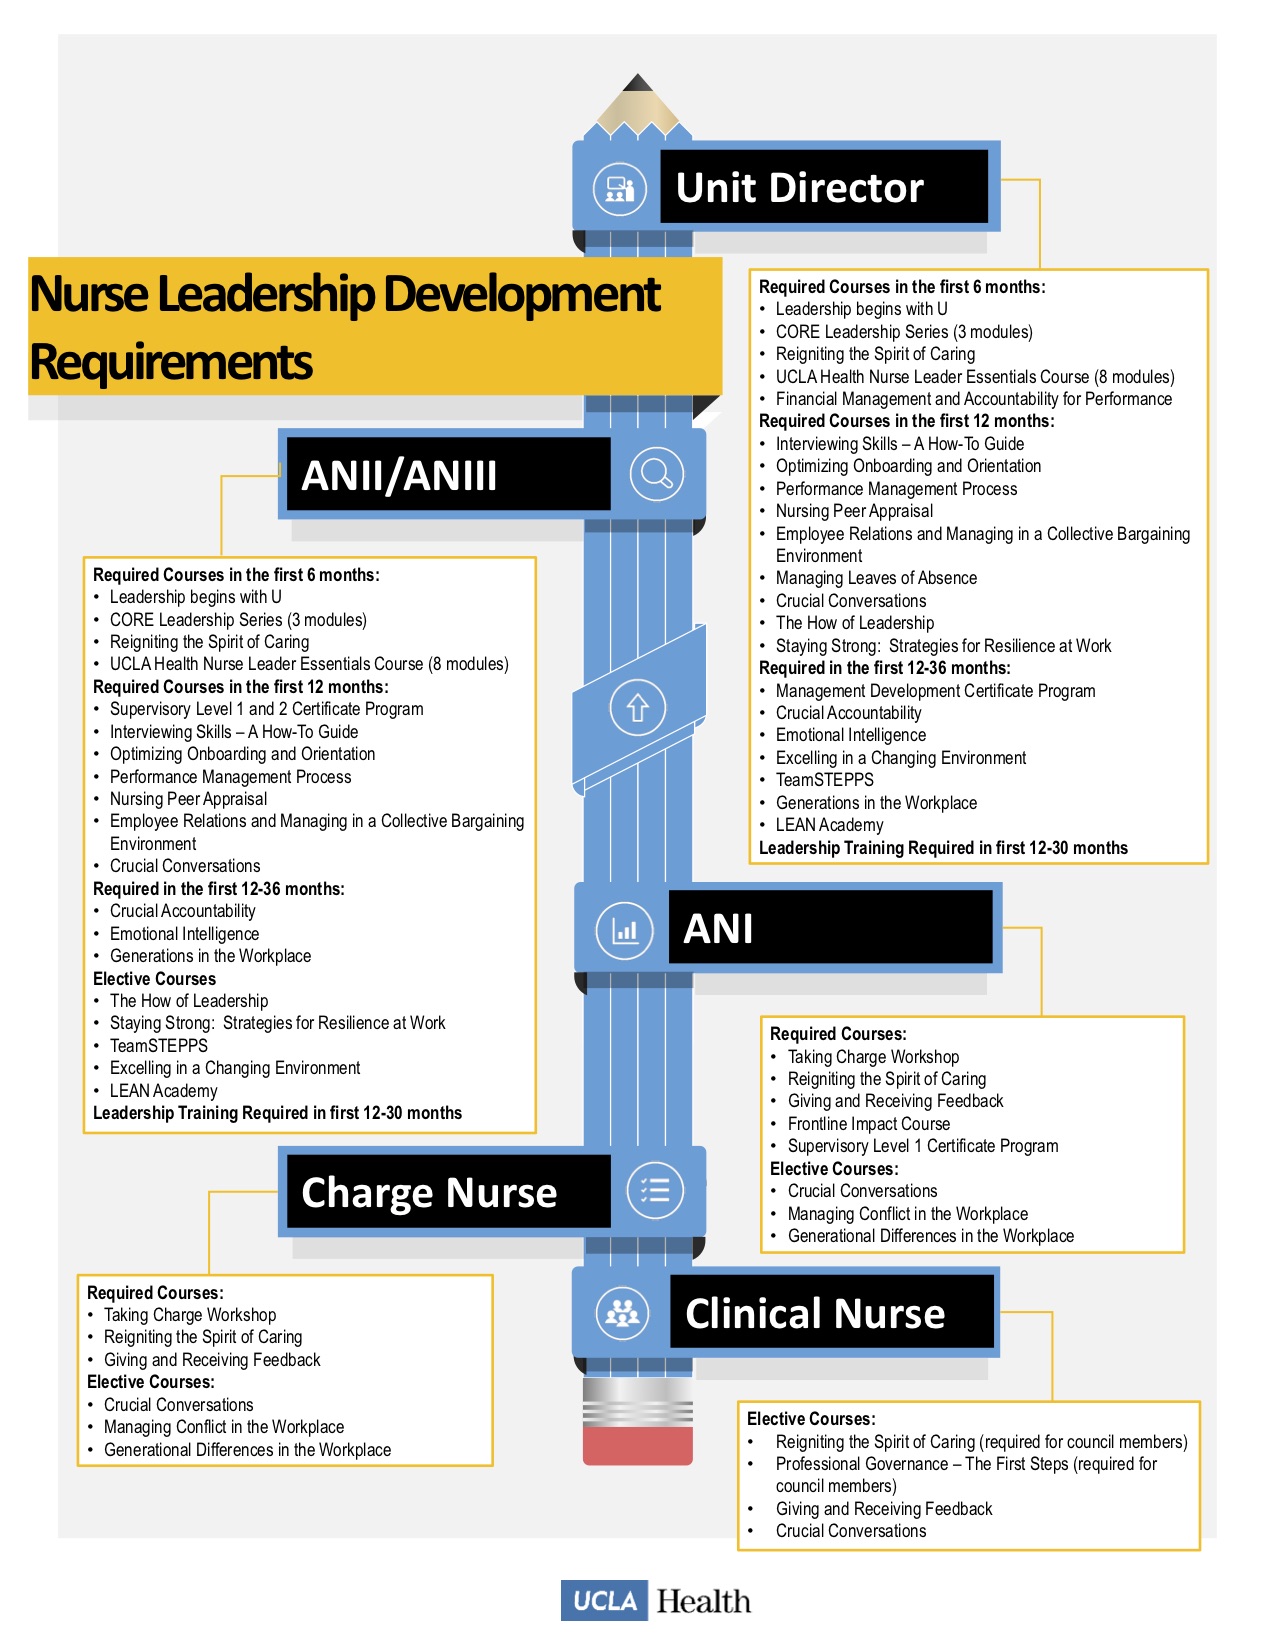 Unit Director
Nurse Leadership Development
Requirements
Required Courses in the first 6 months:
• Leadership begins with U
• CORE Leadership Series (3 modules)
• Reigniting the Spirit of Caring
• UCLA Health Nurse Leader Essentials Course (8 modules)
• Financial Management and Accountability for Performance
Required Courses in the first 12 months:
• Interviewing Skills – A How-To Guide
• Optimizing Onboarding and Orientation
• Performance Management Process
• Nursing Peer Appraisal
• Employee Relations and Managing in a Collective Bargaining
Environment
• Managing Leaves of Absence
• Crucial Conversations
• The How of Leadership
• Staying Strong:  Strategies for Resilience at Work
Required in the first 12-36 months:
• Management Development Certificate Program
• Crucial Accountability
• Emotional Intelligence
• Excelling in a Changing Environment
• TeamSTEPPS
• Generations in the Workplace
• LEAN Academy
Leadership Training Required in first 12-30 months
ANII/ANIII
Required Courses in the first 6 months:
• Leadership begins with U
• CORE Leadership Series (3 modules)
• Reigniting the Spirit of Caring
• UCLA Health Nurse Leader Essentials Course (8 modules)
Required Courses in the first 12 months:
• Supervisory Level 1 and 2 Certificate Program
• Interviewing Skills – A How-To Guide
• Optimizing Onboarding and Orientation
• Performance Management Process
• Nursing Peer Appraisal
• Employee Relations and Managing in a Collective Bargaining
Environment
• Crucial Conversations
Required in the first 12-36 months:
• Crucial Accountability
• Emotional Intelligence
• Generations in the Workplace
Elective Courses
• The How of Leadership
• Staying Strong:  Strategies for Resilience at Work
• TeamSTEPPS
• Excelling in a Changing Environment
• LEAN Academy
Leadership Training Required in first 12-30 months
ANI
Required Courses:
• Taking Charge Workshop
• Reigniting the Spirit of Caring
• Giving and Receiving Feedback
• Frontline Impact Course
• Supervisory Level 1 Certificate Program
Elective Courses:
• Crucial Conversations
• Managing Conflict in the Workplace
• Generational Differences in the Workplace
Charge Nurse
Required Courses:
• Taking Charge Workshop
• Reigniting the Spirit of Caring
• Giving and Receiving Feedback
Elective Courses:
• Crucial Conversations
• Managing Conflict in the Workplace
• Generational Differences in the Workplace
Clinical Nurse
Elective Courses:
• Reigniting the Spirit of Caring (required for council members)
• Professional Governance – The First Steps (required for
council members)
• Giving and Receiving Feedback
• Crucial Conversations
UCLA Health